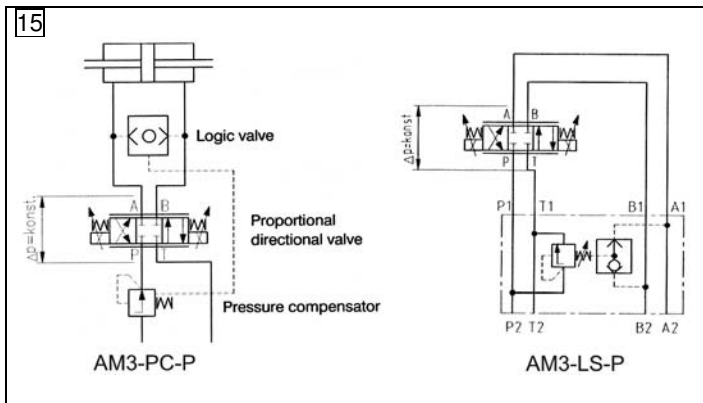 15
Logic valve
A B
Δp=konst.
P T
Proportional
directional valve
Pressure compensator
AM3-PC-P
A B
Δp=konst
P T
P1 T1 B1 A1
P2 T2 B2 A2
AM3-LS-P